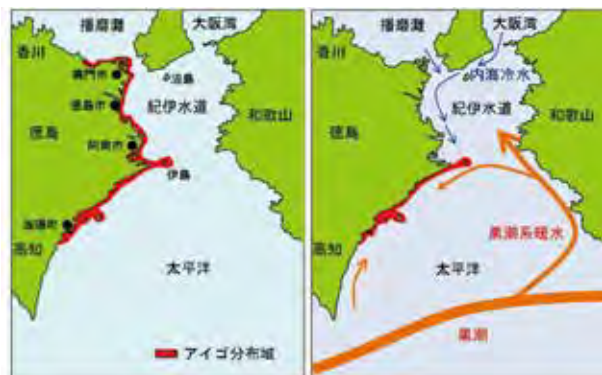 播磨灘
大阪湾
香川
鳴門市
沼島
徳島市
紀伊水道
和歌山
徳島
阿南市
伊島
海陽町
高知
太平洋
アイゴ分布域
播磨灘
大阪湾
香川
内海冷水
紀伊水道
和歌山
徳島
黒潮系暖水
高知
太平洋
黒潮